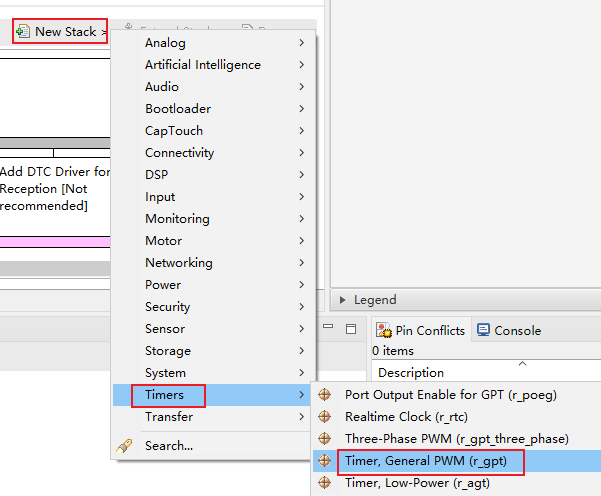 New Stack >
Analog
Artificial Intelligence
Audio
Bootloader
CapTouch
Connectivity
DSP
Input
Monitoring
Motor
Networking
Power
Security
Sensor
Storage
System
Timers
Transfer
Search...
Add DTC Driver for
Reception [Not
recommended]
Legend
Pin Conflicts
Console
0 items
Description
Port Output Enable for GPT (r_poeg)
Realtime Clock (r_rtc)
Three-Phase PWM (r_gpt_three_phase)
Timer, General PWM (r_gpt)
Timer, Low-Power (r_agt)